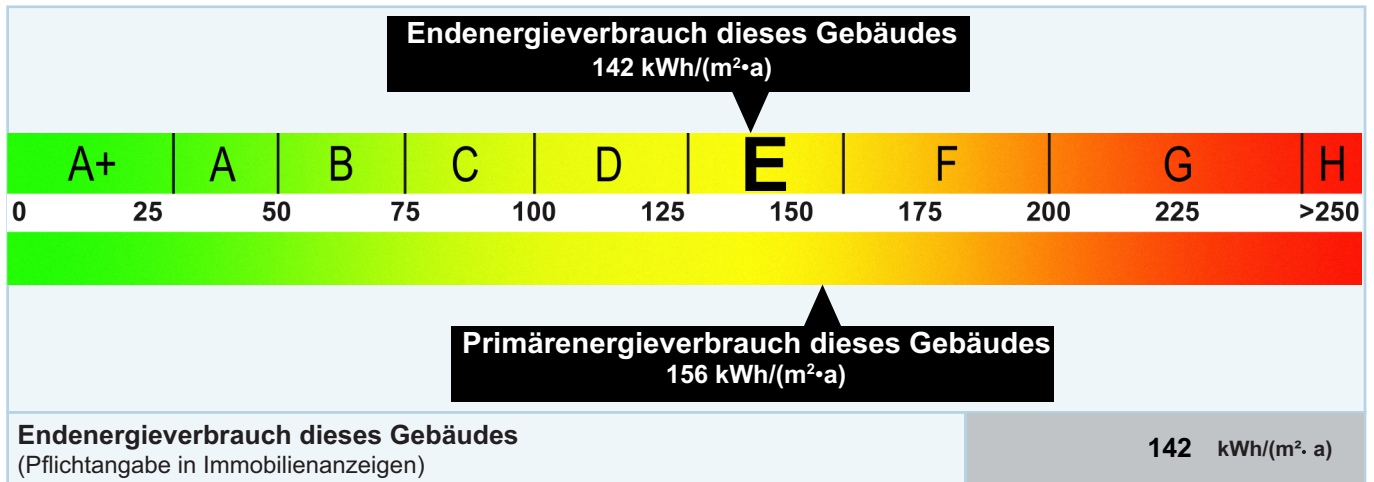 Endenergieverbrauch dieses Gebäudes
142 kWh/(m²•a)
A+ A B C D E F G H
0 25 50 75 100 125 150 175 200 225 >250
Primärenergieverbrauch dieses Gebäudes
156 kWh/(m²•a)
Endenergieverbrauch dieses Gebäudes
(Pflichtangabe in Immobilienanzeigen)
142 kWh/(m²· a)